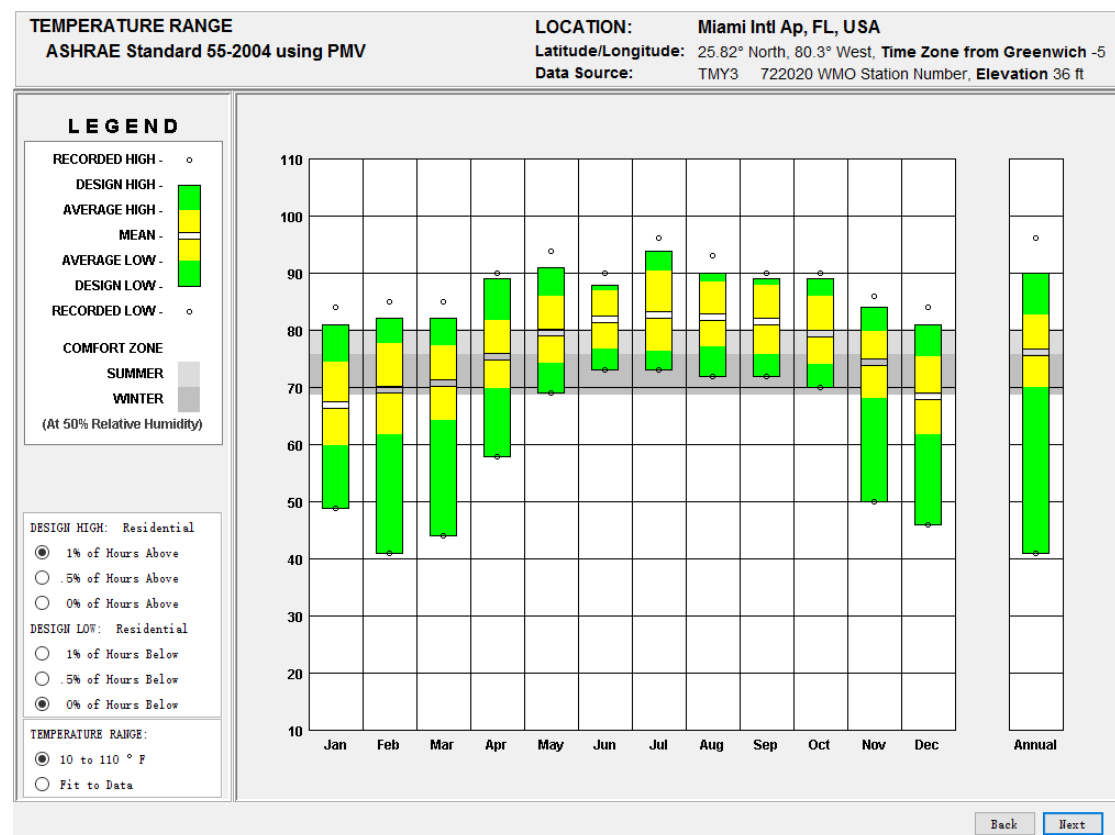 TEMPERATURE RANGE
ASHRAE Standard 55-2004 using PMV
LOCATION: Miami Intl Ap, FL, USA
Latitude/Longitude: 25.82° North, 80.3° West, Time Zone from Greenwich -5
Data Source: TMY3 722020 WMO Station Number, Elevation 36 ft
LEGEND
RECORDED HIGH -
DESIGN HIGH -
AVERAGE HIGH -
MEAN -
AVERAGE LOW -
DESIGN LOW -
RECORDED LOW -
COMFORT ZONE
SUMMER
WINTER
(At 50% Relative Humidity)
DESIGN HIGH: Residential
1% of Hours Above
.5% of Hours Above
0% of Hours Above
DESIGN LOW: Residential
1% of Hours Below
.5% of Hours Below
0% of Hours Below
TEMPERATURE RANGE:
10 to 110 ° F
Fit to Data
110
100
90
80
70
60
50
40
30
20
10
Jan Feb Mar Apr May Jun Jul Aug Sep Oct Nov Dec Annual
Back Next